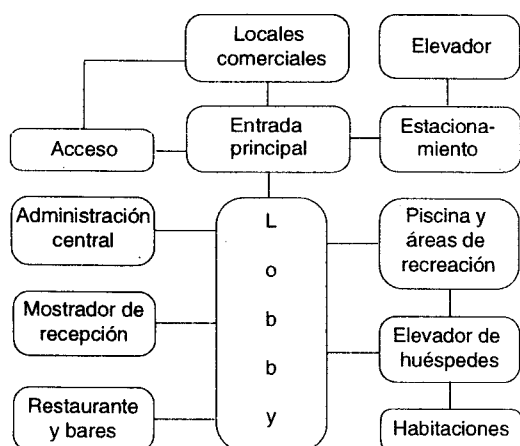 Locales
comerciales
Elevador
Acceso
Entrada
principal
Estaciona-
miento
Administración
central
L
o
b
b
y
Piscina y
áreas de
recreación
Mostrador de
recepción
Elevador de
huéspedes
Restaurante
y bares
Habitaciones